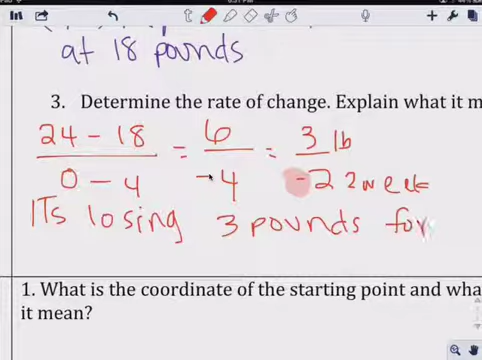 at 18 pounds
3. Determine the rate of change. Explain what it m
24 - 18 / 0 - 4 = 6 / -4 = 3 lb / -2 2week
ITs losing 3 pounds for
1. What is the coordinate of the starting point and wha
it mean?